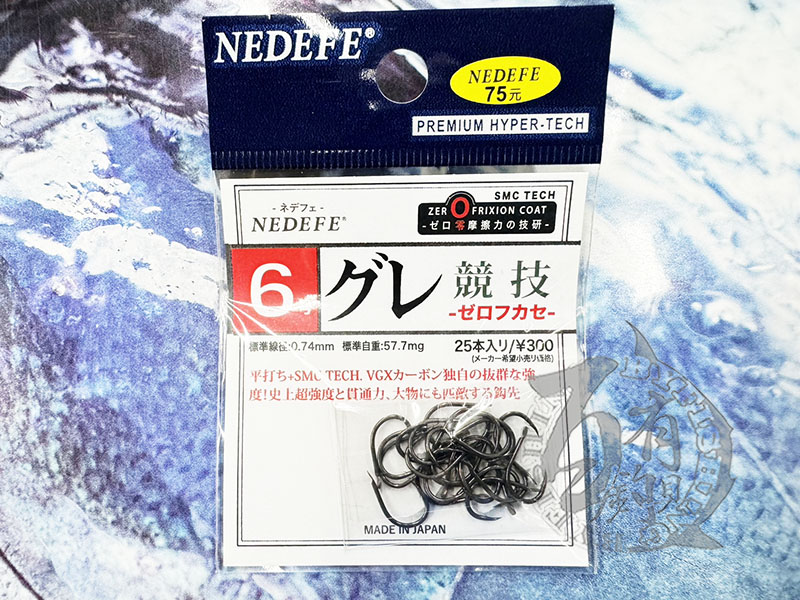 NEDEFE®
NEDEFE
75元
PREMIUM HYPER-TECH
- ネデフェ -
NEDEFE®
SMC TECH
ZERO FRIXION COAT
-ゼロ零摩擦力の技研-
6号
グレ競技
-ゼロフカセ-
標準線径:0.74mm 標準自重:57.7mg
25本入り/¥300
(メーカー希望小売り価格)
平打ち+SMC TECH. VGXカーボン独自の抜群な強
度!史上超強度と貫通力、大物にも匹敵する鈎先
MADE IN JAPAN